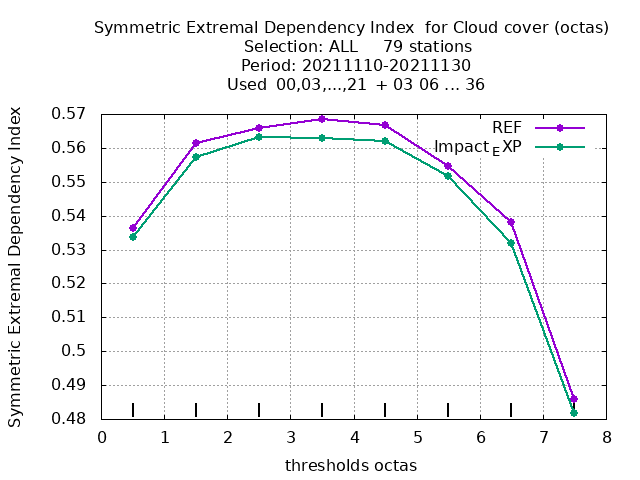 Symmetric Extremal Dependency Index  for Cloud cover (octas)
Selection: ALL     79 stations
Period: 20211110-20211130
Used  00,03,...,21  + 03 06 ... 36
Symmetric Extremal Dependency Index
0.57
0.56
0.55
0.54
0.53
0.52
0.51
0.5
0.49
0.48
REF
Impact_EXP
0 1 2 3 4 5 6 7 8
thresholds octas